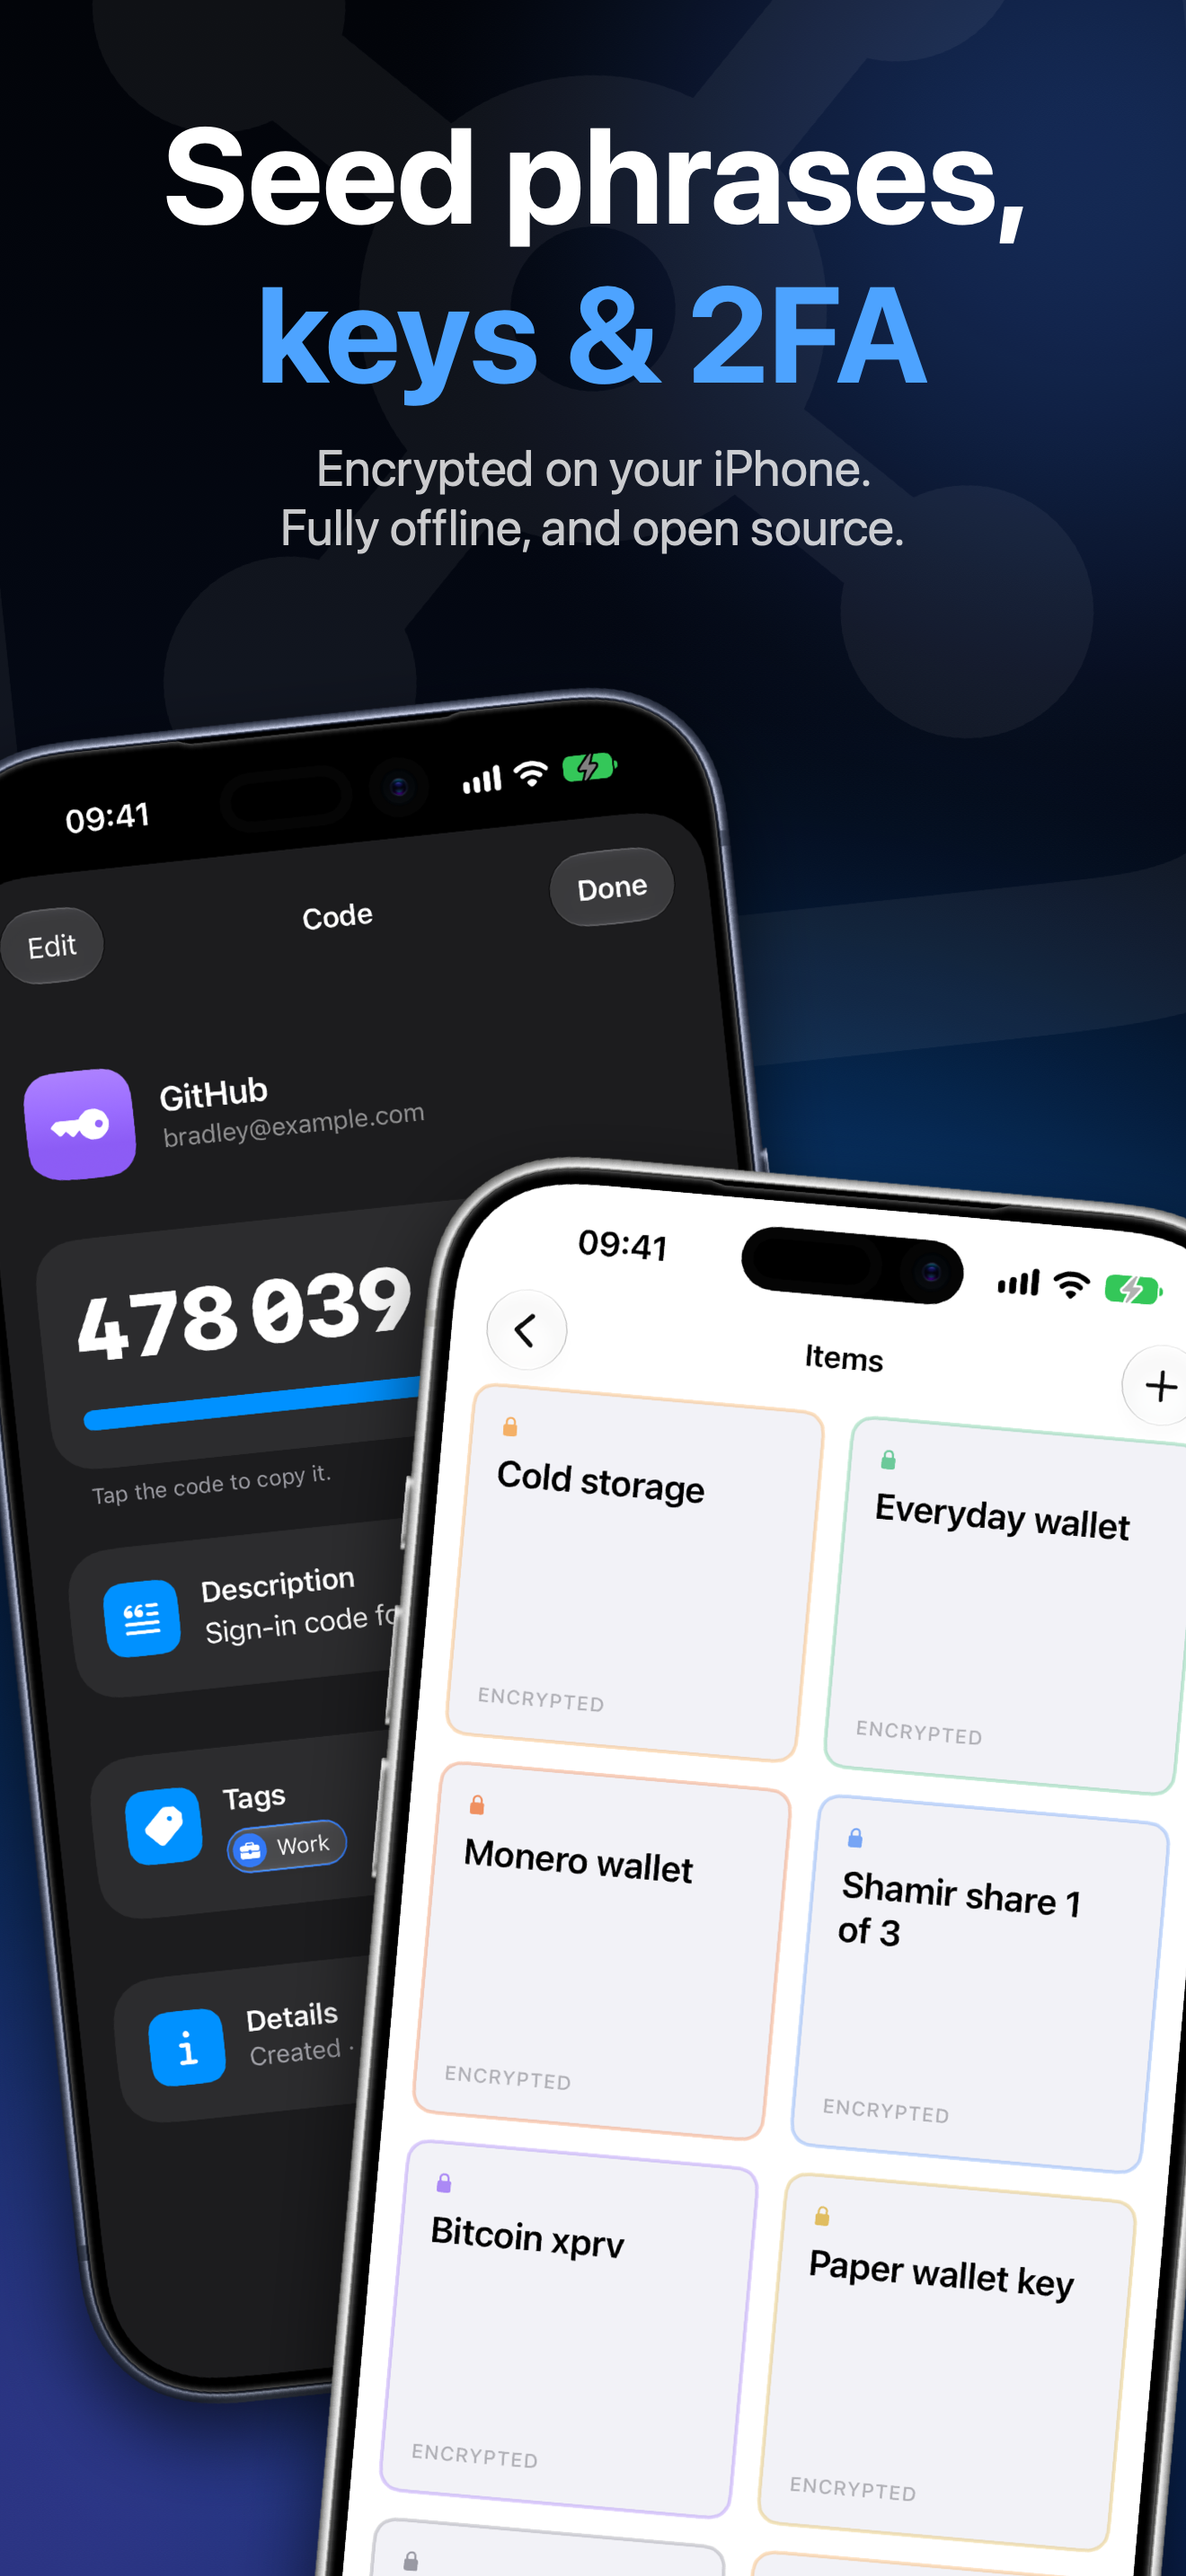 Seed phrases,
keys & 2FA
Encrypted on your iPhone.
Fully offline, and open source.
09:41
Edit
Code
Done
GitHub
bradley@example.com
478 039
Tap the code to copy it.
Description
Sign-in code
Tags
Work
Details
Created ·
09:41
Items
Cold storage
ENCRYPTED
Everyday wallet
ENCRYPTED
Monero wallet
ENCRYPTED
Shamir share 1
of 3
ENCRYPTED
Bitcoin xprv
ENCRYPTED
Paper wallet key
ENCRYPTED